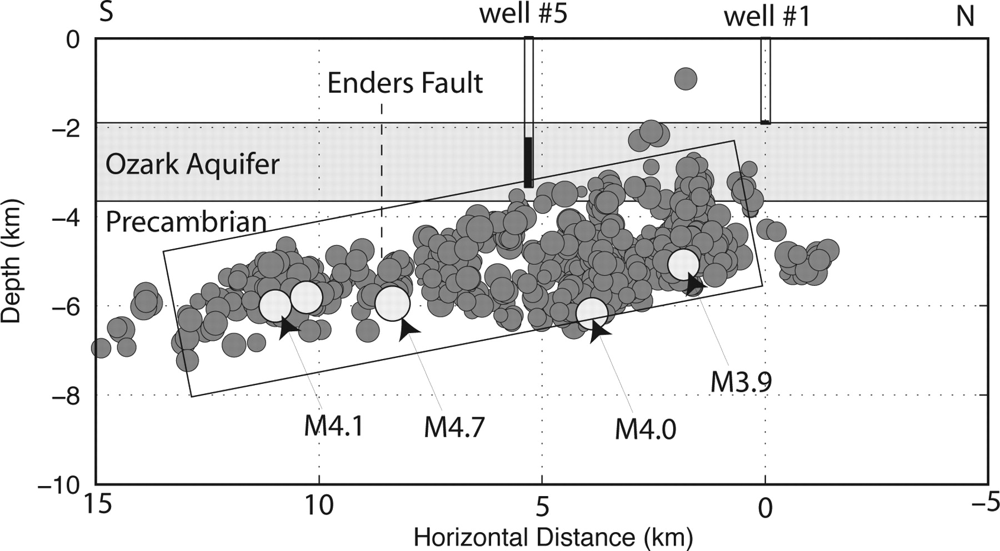 S
well #5
well #1
N
0
Enders Fault
−2
Ozark Aquifer
Precambrian
−4
Depth (km)
−6
M3.9
−8
M4.1
M4.7
M4.0
−10
15
10
5
0
−5
Horizontal Distance (km)